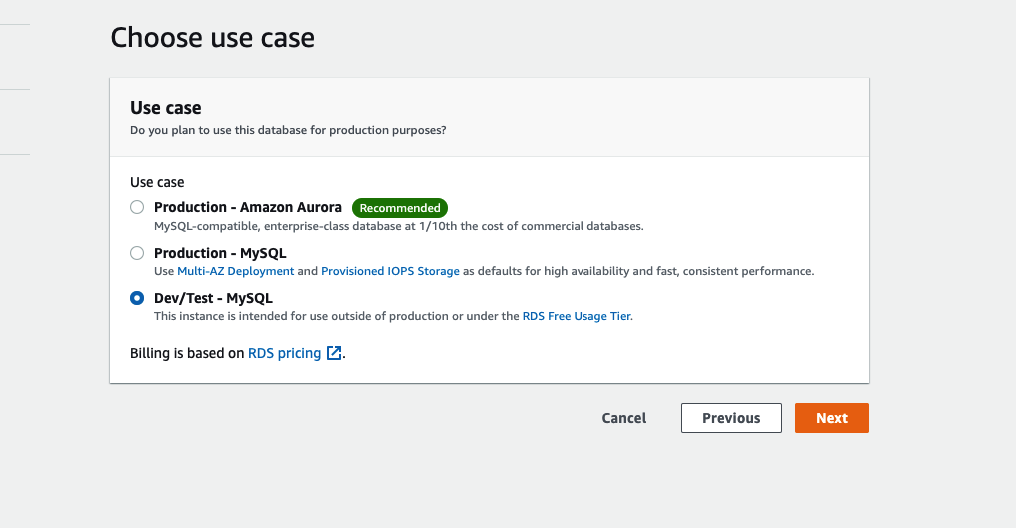 Choose use case
Use case
Do you plan to use this database for production purposes?
Use case
Production - Amazon Aurora Recommended
MySQL-compatible, enterprise-class database at 1/10th the cost of commercial databases.
Production - MySQL
Use Multi-AZ Deployment and Provisioned IOPS Storage as defaults for high availability and fast, consistent performance.
Dev/Test - MySQL
This instance is intended for use outside of production or under the RDS Free Usage Tier.
Billing is based on RDS pricing .
Cancel Previous Next